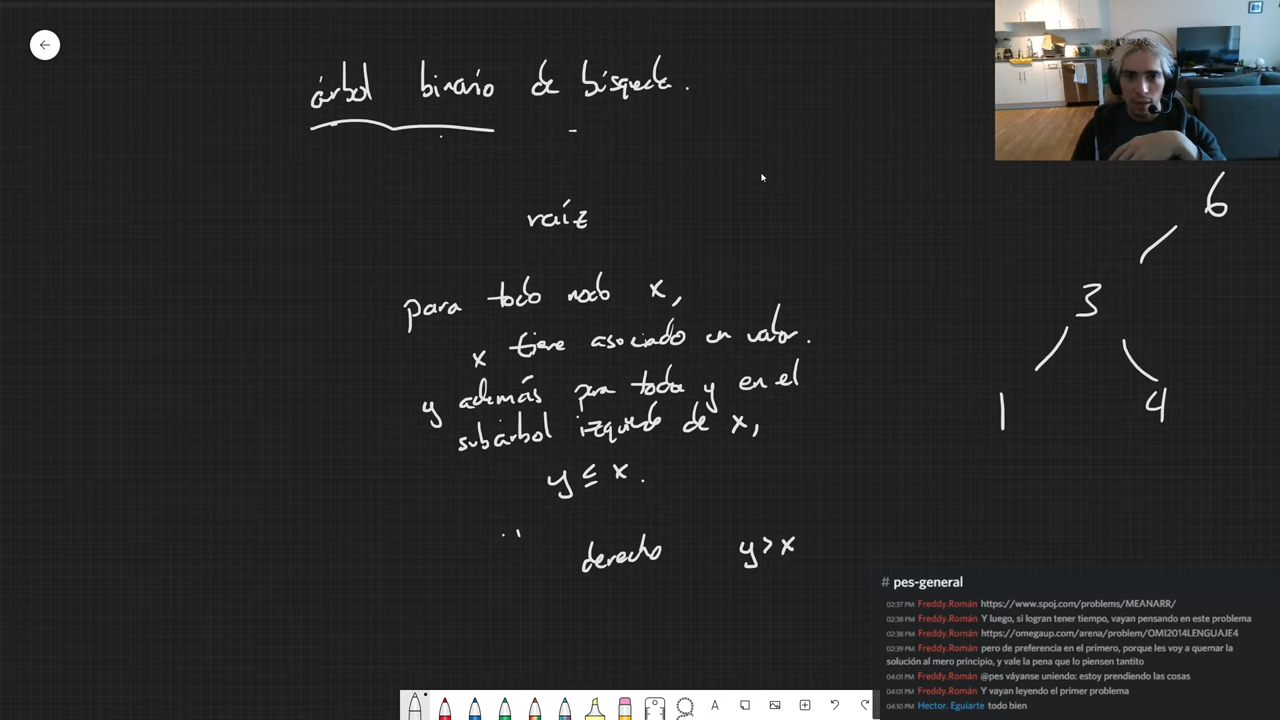 árbol binario de búsqueda.
raíz
para todo nodo x,
x tiene asociado un valor.
y además para todo y en el
subárbol izquierdo de x,
y ≤ x.
derecho y > x
6
3
1 4
# pes-general
02:37 PM Freddy.Román https://www.spoj.com/problems/MEANARR/
02:38 PM Freddy.Román Y luego, si logran tener tiempo, vayan pensando en este problema
02:38 PM Freddy.Román https://omegaup.com/arena/problem/OMI2014LENGUAJE4
02:39 PM Freddy.Román pero de preferencia en el primero, porque les voy a quemar la
solución al mero principio, y vale la pena que lo piensen tantito
04:01 PM Freddy.Román @pes váyanse uniendo: estoy prendiendo las cosas
04:01 PM Freddy.Román Y vayan leyendo el primer problema
04:10 PM Hector. Eguiarte todo bien